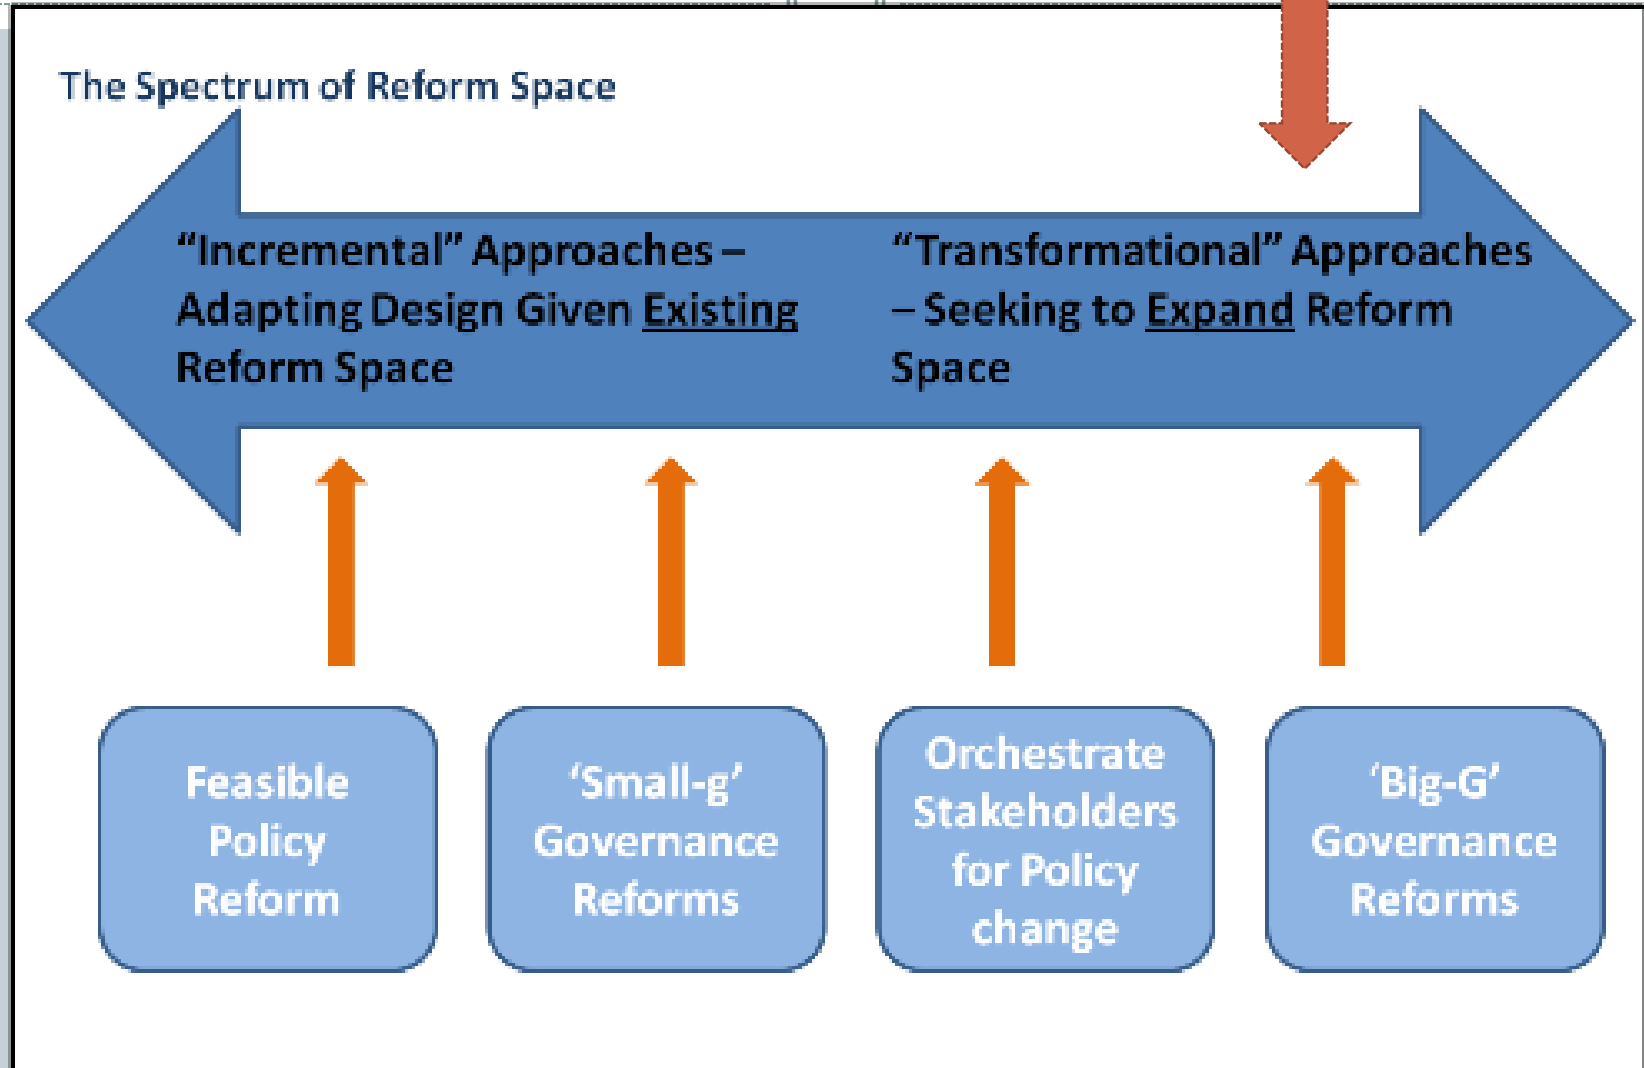 The Spectrum of Reform Space
“Incremental” Approaches –
Adapting Design Given Existing
Reform Space
“Transformational” Approaches
– Seeking to Expand Reform
Space
Feasible
Policy
Reform
‘Small-g’
Governance
Reforms
Orchestrate
Stakeholders
for Policy
change
‘Big-G’
Governance
Reforms